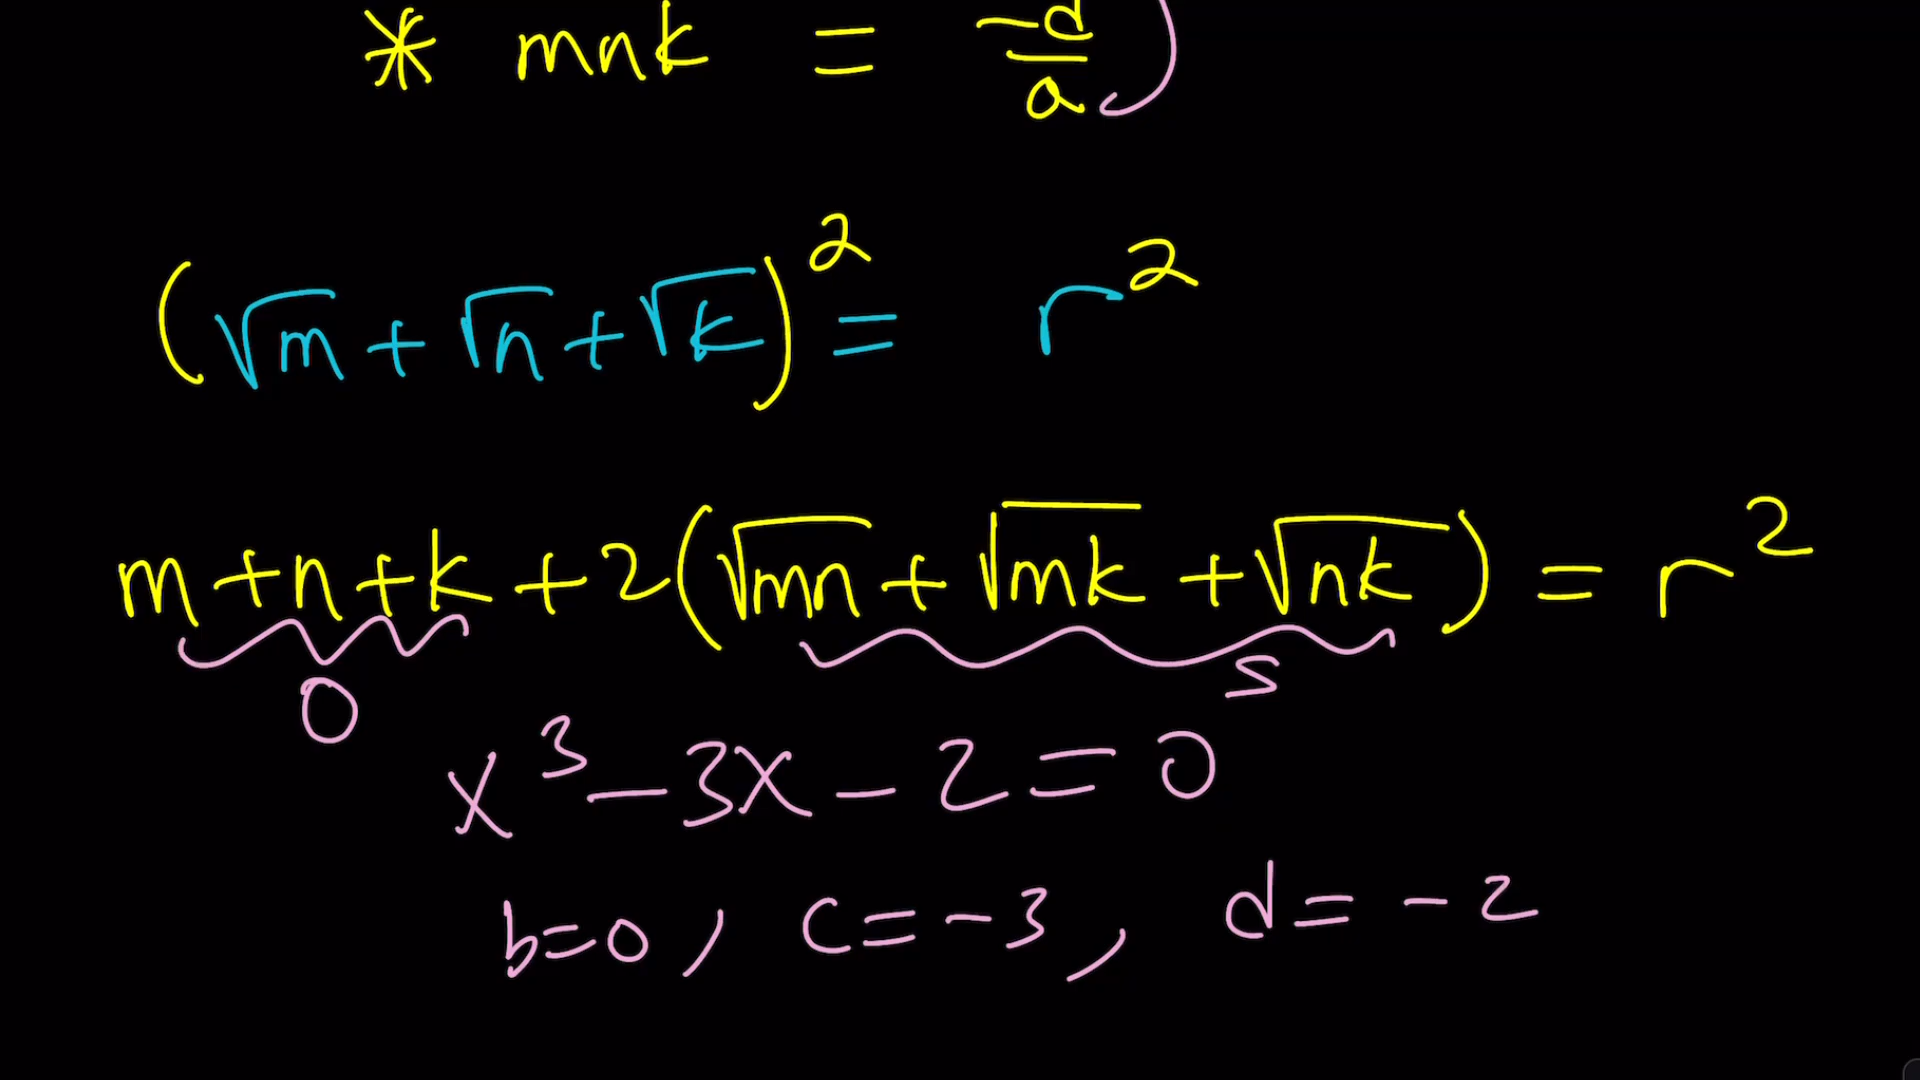 * mnk = -d/a
(√m + √n + √k)² = r²
m + n + k + 2(√mn + √mk + √nk) = r²
0 s
x³ - 3x - 2 = 0
b = 0, c = -3, d = -2